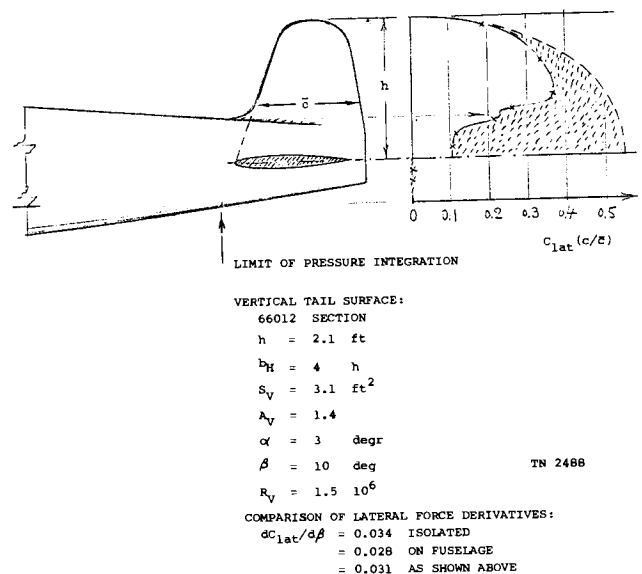 c̄
h
0 0.1 0.2 0.3 0.4 0.5
C_lat (c/c̄)
LIMIT OF PRESSURE INTEGRATION
VERTICAL TAIL SURFACE:
66012 SECTION
h = 2.1 ft
b_H = 4 h
S_V = 3.1 ft²
A_V = 1.4
α = 3 degr
β = 10 deg
TN 2488
R_V = 1.5 10⁶
COMPARISON OF LATERAL FORCE DERIVATIVES:
dC_lat/dβ = 0.034 ISOLATED
= 0.028 ON FUSELAGE
= 0.031 AS SHOWN ABOVE